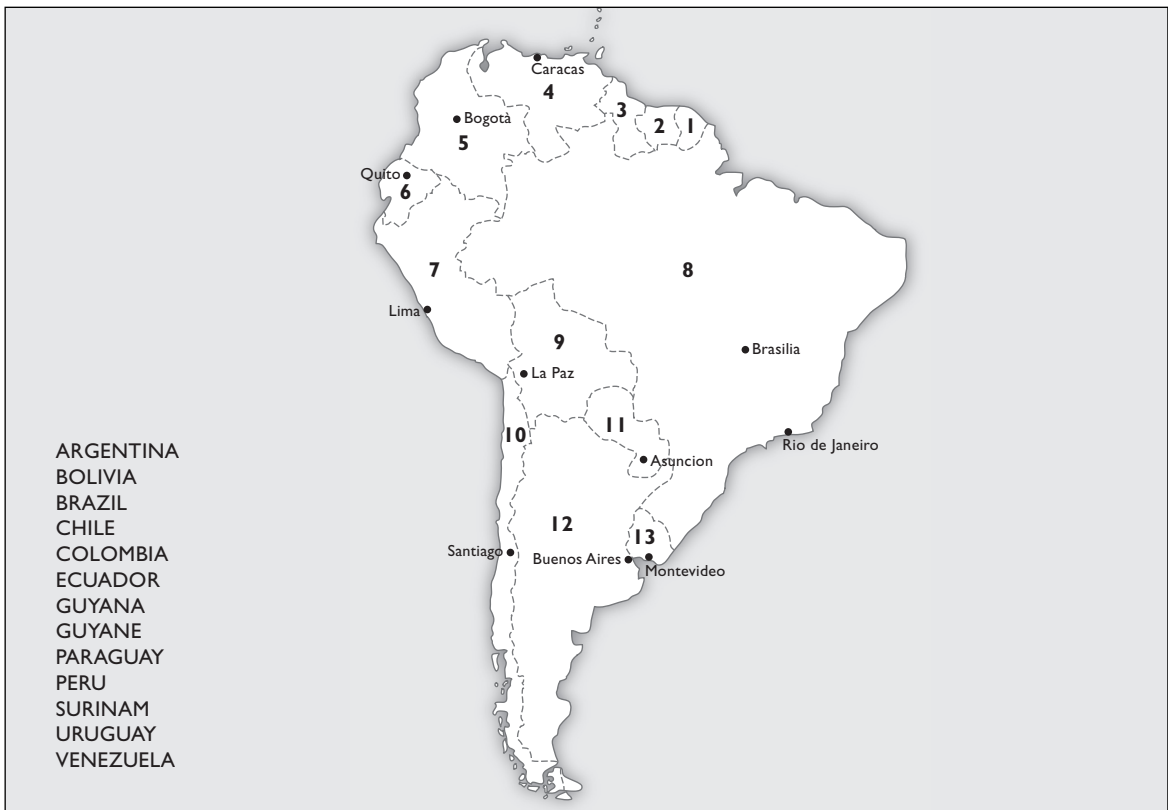 Caracas
4
3
2
1
Bogotà
5
Quito
6
7
8
Lima
9
Brasilia
La Paz
11
10
Rio de Janeiro
Asuncion
12
13
Santiago
Buenos Aires
Montevideo
ARGENTINA
BOLIVIA
BRAZIL
CHILE
COLOMBIA
ECUADOR
GUYANA
GUYANE
PARAGUAY
PERU
SURINAM
URUGUAY
VENEZUELA